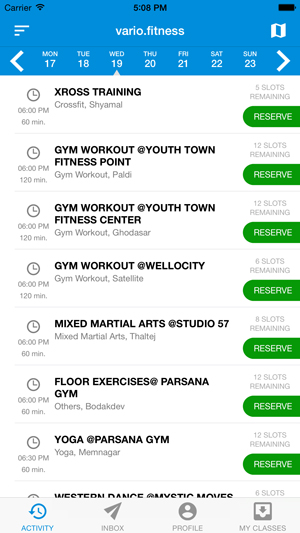 Carrier 5:08 PM
vario.fitness
MON TUE WED THU FRI SAT SUN
17 18 19 20 21 22 23
XROSS TRAINING
Crossfit, Shyamal
06:00 PM
60 min.
5 SLOTS
REMAINING
RESERVE
GYM WORKOUT @YOUTH TOWN
FITNESS POINT
Gym Workout, Paldi
06:00 PM
120 min.
12 SLOTS
REMAINING
RESERVE
GYM WORKOUT @YOUTH TOWN
FITNESS CENTER
Gym Workout, Ghodasar
06:00 PM
120 min.
12 SLOTS
REMAINING
RESERVE
GYM WORKOUT @WELLOCITY
Gym Workout, Satellite
06:00 PM
120 min.
6 SLOTS
REMAINING
RESERVE
MIXED MARTIAL ARTS @STUDIO 57
Mixed Martial Arts, Thaltej
06:00 PM
60 min.
8 SLOTS
REMAINING
RESERVE
FLOOR EXERCISES@ PARSANA
GYM
Others, Bodakdev
06:00 PM
60 min.
12 SLOTS
REMAINING
RESERVE
YOGA @PARSANA GYM
Yoga, Memnagar
06:30 PM
60 min.
12 SLOTS
REMAINING
RESERVE
WESTERN DANCE @MYSTIC MOVES
12 SLOTS
ACTIVITY INBOX PROFILE MY CLASSES